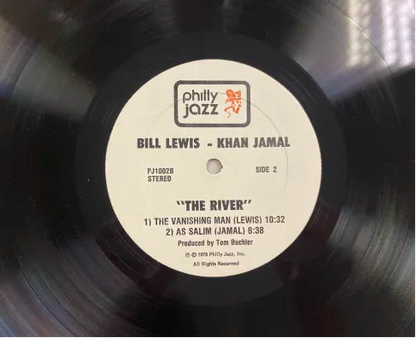 philly
jazz
BILL LEWIS - KHAN JAMAL
PJ1002B SIDE 2
STEREO
"THE RIVER"
1) THE VANISHING MAN (LEWIS) 10:32
2) AS SALIM (JAMAL) 8:38
Produced by Tom Buchler
℗ © 1978 Philly Jazz, Inc.
All Rights Reserved